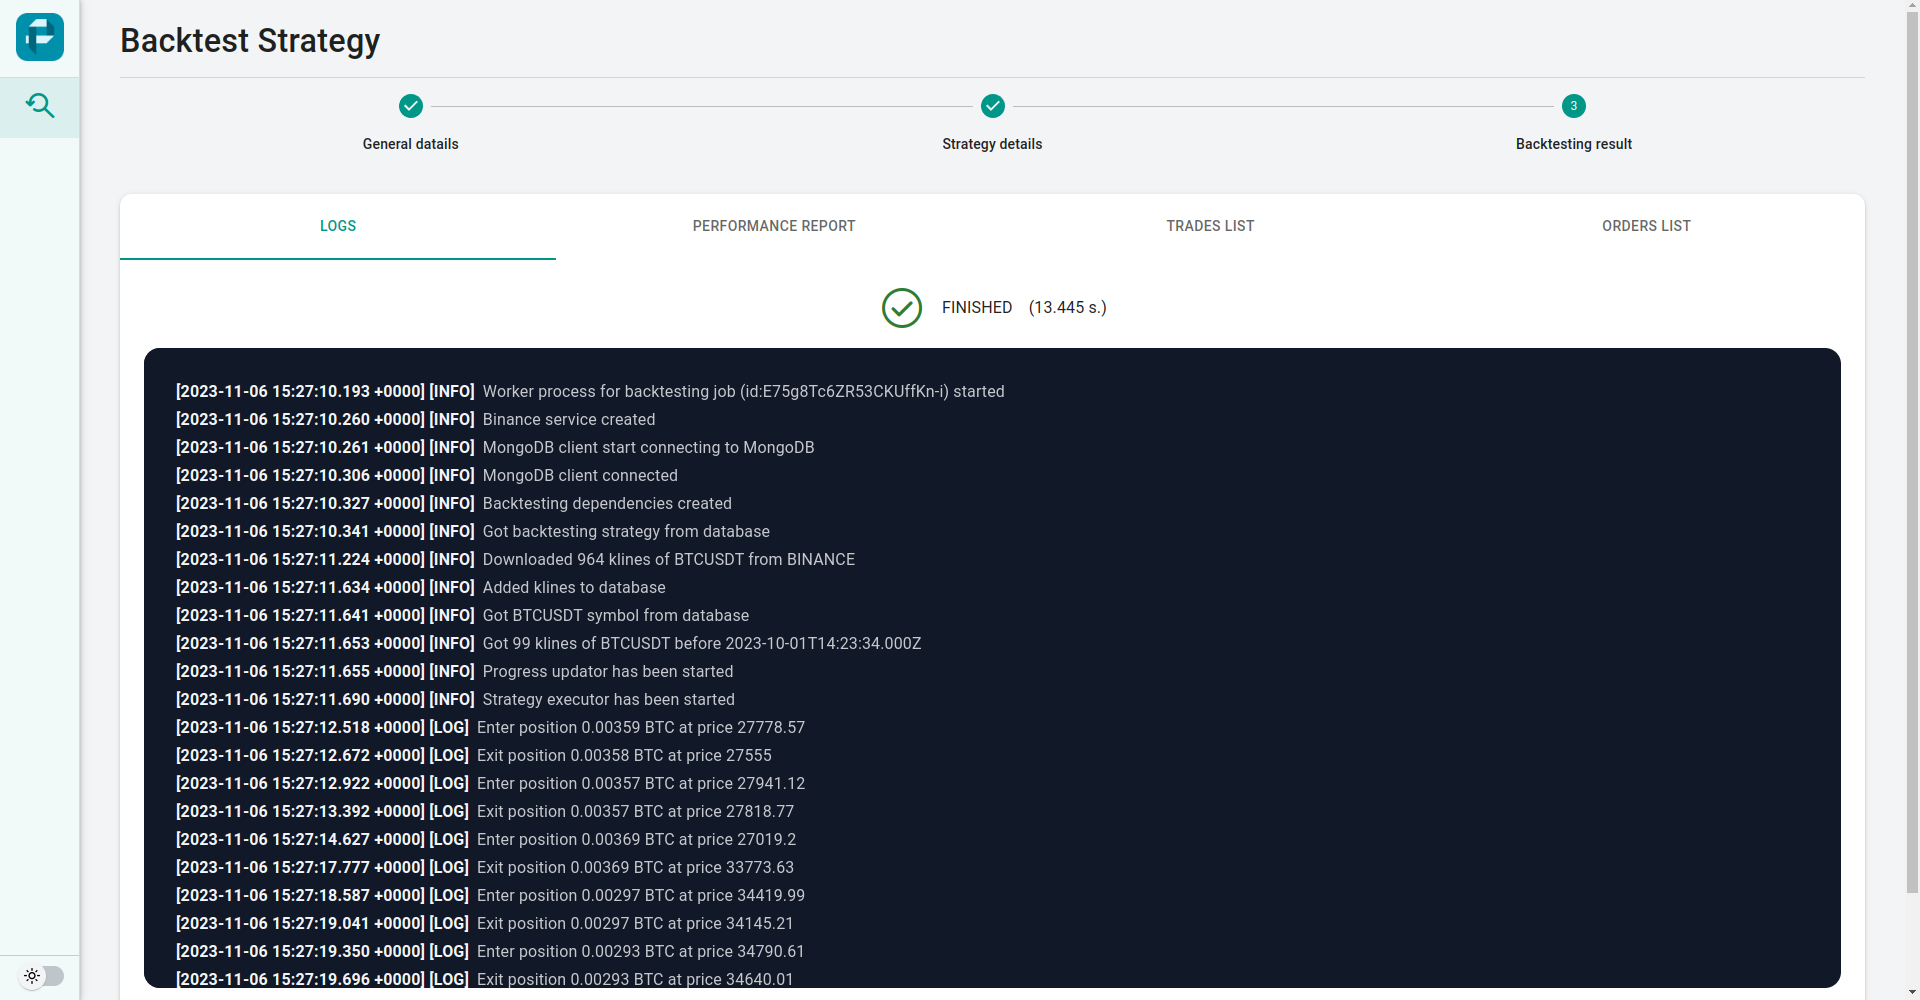 Backtest Strategy
3
General datails
Strategy details
Backtesting result
LOGS
PERFORMANCE REPORT
TRADES LIST
ORDERS LIST
FINISHED (13.445 s.)
[2023-11-06 15:27:10.193 +0000] [INFO] Worker process for backtesting job (id:E75g8Tc6ZR53CKUffKn-i) started
[2023-11-06 15:27:10.260 +0000] [INFO] Binance service created
[2023-11-06 15:27:10.261 +0000] [INFO] MongoDB client start connecting to MongoDB
[2023-11-06 15:27:10.306 +0000] [INFO] MongoDB client connected
[2023-11-06 15:27:10.327 +0000] [INFO] Backtesting dependencies created
[2023-11-06 15:27:10.341 +0000] [INFO] Got backtesting strategy from database
[2023-11-06 15:27:11.224 +0000] [INFO] Downloaded 964 klines of BTCUSDT from BINANCE
[2023-11-06 15:27:11.634 +0000] [INFO] Added klines to database
[2023-11-06 15:27:11.641 +0000] [INFO] Got BTCUSDT symbol from database
[2023-11-06 15:27:11.653 +0000] [INFO] Got 99 klines of BTCUSDT before 2023-10-01T14:23:34.000Z
[2023-11-06 15:27:11.655 +0000] [INFO] Progress updator has been started
[2023-11-06 15:27:11.690 +0000] [INFO] Strategy executor has been started
[2023-11-06 15:27:12.518 +0000] [LOG] Enter position 0.00359 BTC at price 27778.57
[2023-11-06 15:27:12.672 +0000] [LOG] Exit position 0.00358 BTC at price 27555
[2023-11-06 15:27:12.922 +0000] [LOG] Enter position 0.00357 BTC at price 27941.12
[2023-11-06 15:27:13.392 +0000] [LOG] Exit position 0.00357 BTC at price 27818.77
[2023-11-06 15:27:14.627 +0000] [LOG] Enter position 0.00369 BTC at price 27019.2
[2023-11-06 15:27:17.777 +0000] [LOG] Exit position 0.00369 BTC at price 33773.63
[2023-11-06 15:27:18.587 +0000] [LOG] Enter position 0.00297 BTC at price 34419.99
[2023-11-06 15:27:19.041 +0000] [LOG] Exit position 0.00297 BTC at price 34145.21
[2023-11-06 15:27:19.350 +0000] [LOG] Enter position 0.00293 BTC at price 34790.61
[2023-11-06 15:27:19.696 +0000] [LOG] Exit position 0.00293 BTC at price 34640.01